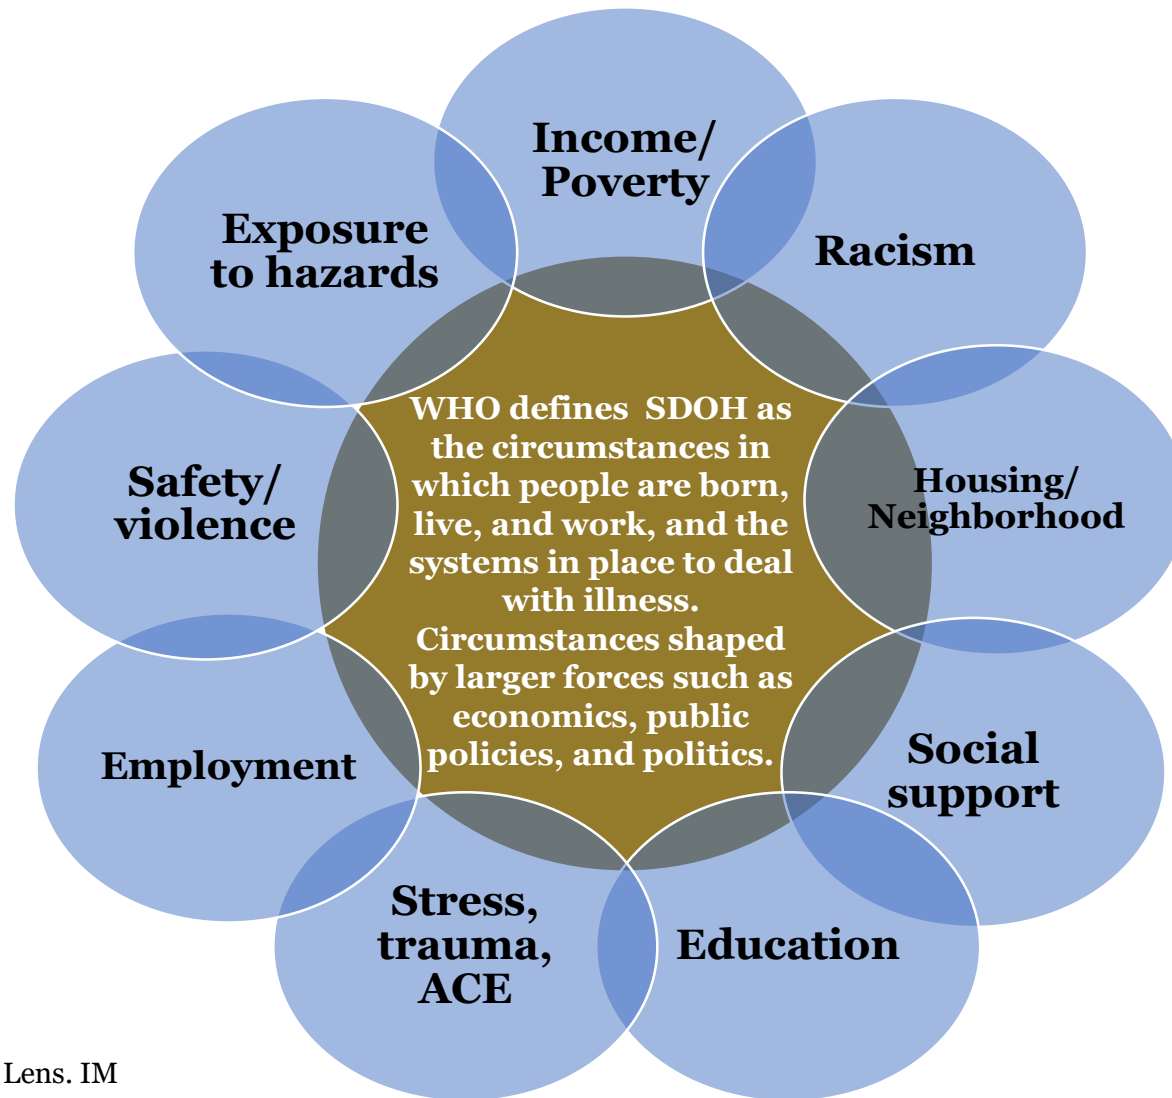 Income/
Poverty
Racism
Housing/
Neighborhood
Social
support
Education
Stress,
trauma,
ACE
Employment
Safety/
violence
Exposure
to hazards
WHO defines  SDOH as
the circumstances in
which people are born,
live, and work, and the
systems in place to deal
with illness.
Circumstances shaped
by larger forces such as
economics, public
policies, and politics.
Lens. IM